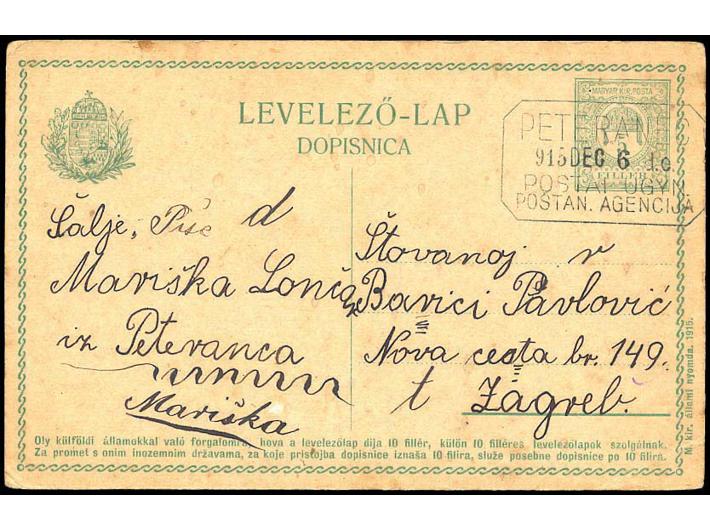 LEVELEZŐ-LAP
DOPISNICA
MAGYAR KIR. POSTA
5
FILLÉR
PETERANEC
915 DEC 6 d.c.
POSTAI ÜGYN.
POŠTAN. AGENCIJA
Šalje, Piše d
Mariška Lonč
iz Peteranca
Mariška
Štovanoj r
Barici Pavlović
Nova cesta br. 149.
t Zagreb.
Oly külföldi államokkal való forgalomra, hova a levelezőlap díja 10 fillér, külön 10 filléres levelezőlapok szolgálnak.
Za promet s onim inozemnim državama, za koje pristojba dopisnice iznaša 10 filira, služe posebne dopisnice po 10 filira.
M. kir. állami nyomda. 1915.